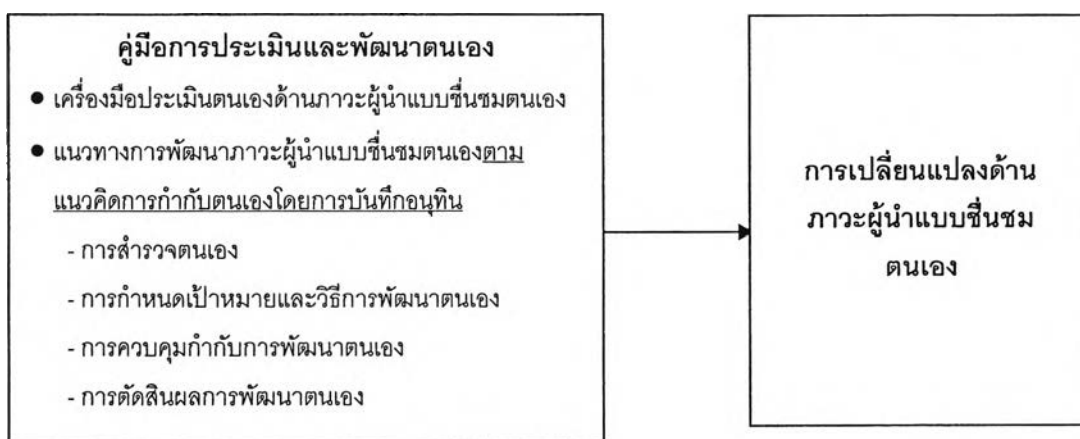 คู่มือการประเมินและพัฒนาตนเอง
● เครื่องมือประเมินตนเองด้านภาวะผู้นำแบบชื่นชมตนเอง
● แนวทางการพัฒนาภาวะผู้นำแบบชื่นชมตนเองตาม
แนวคิดการกำกับตนเองโดยการบันทึกอนุทิน
- การสำรวจตนเอง
- การกำหนดเป้าหมายและวิธีการพัฒนาตนเอง
- การควบคุมกำกับการพัฒนาตนเอง
- การตัดสินผลการพัฒนาตนเอง
การเปลี่ยนแปลงด้าน
ภาวะผู้นำแบบชื่นชม
ตนเอง